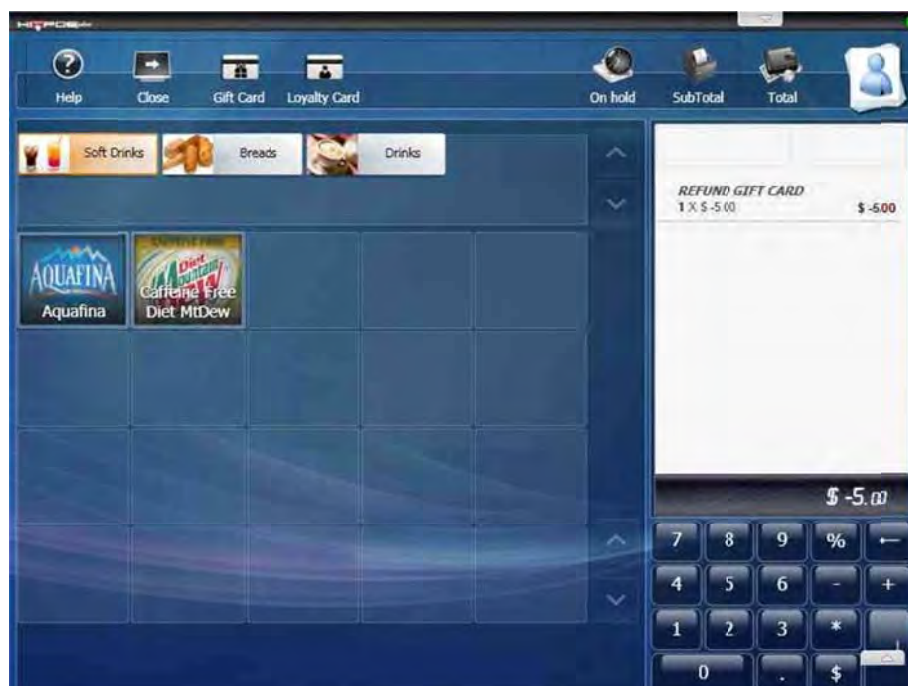 Help Close Gift Card Loyalty Card On hold SubTotal Total
Soft Drinks Breads Drinks
REFUND GIFT CARD
1 X $ -5.00 $ -5.00
AQUAFINA
Aquafina
Diet
Caffeine Free
Diet MtDew
$ -5.00
7 8 9 %
4 5 6 - +
1 2 3 *
0 . $